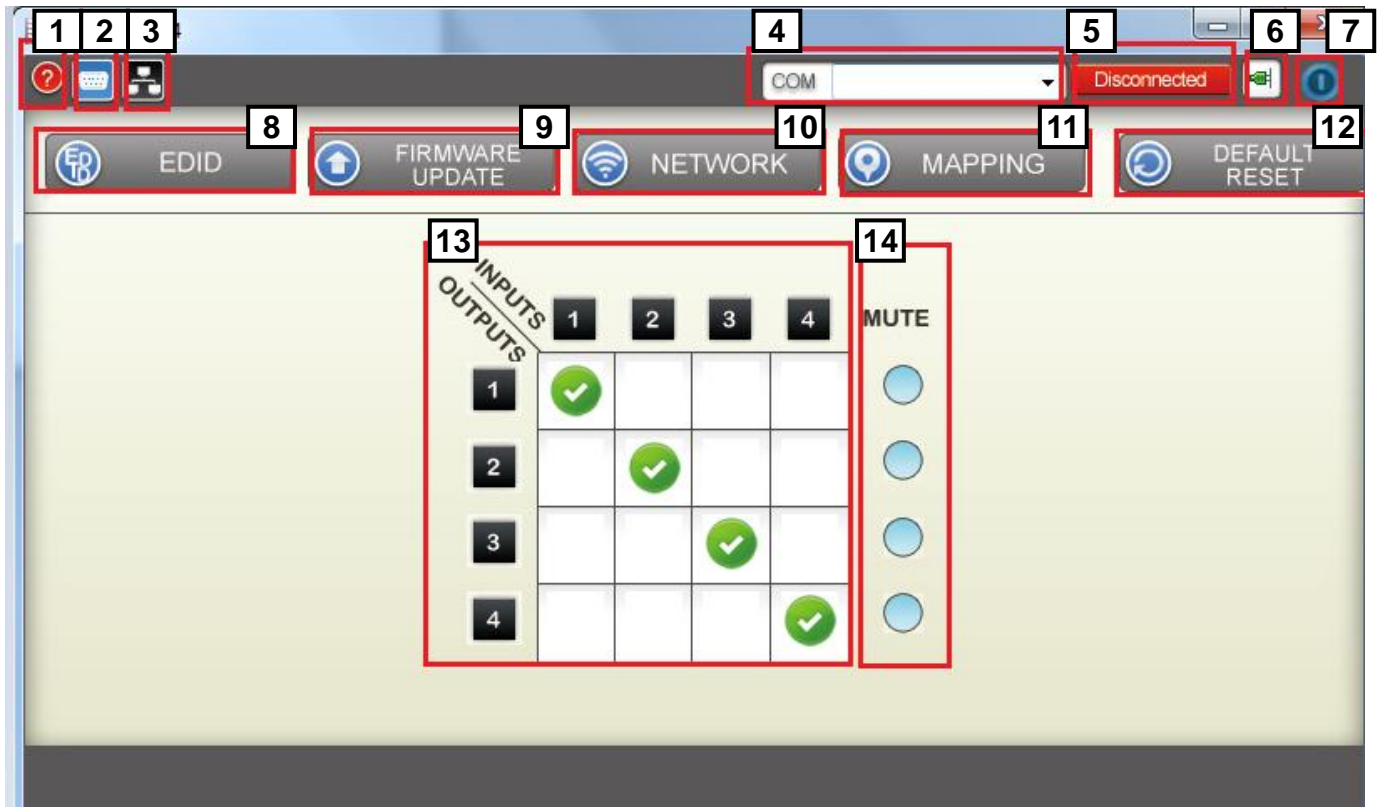 1 2 3 4 5 6 7
4
? COM Disconnected
8 9 10 11 12
EDID
FIRMWARE
UPDATE
NETWORK
MAPPING
DEFAULT
RESET
13 14
INPUTS
OUTPUTS
1 2 3 4 MUTE
1
2
3
4